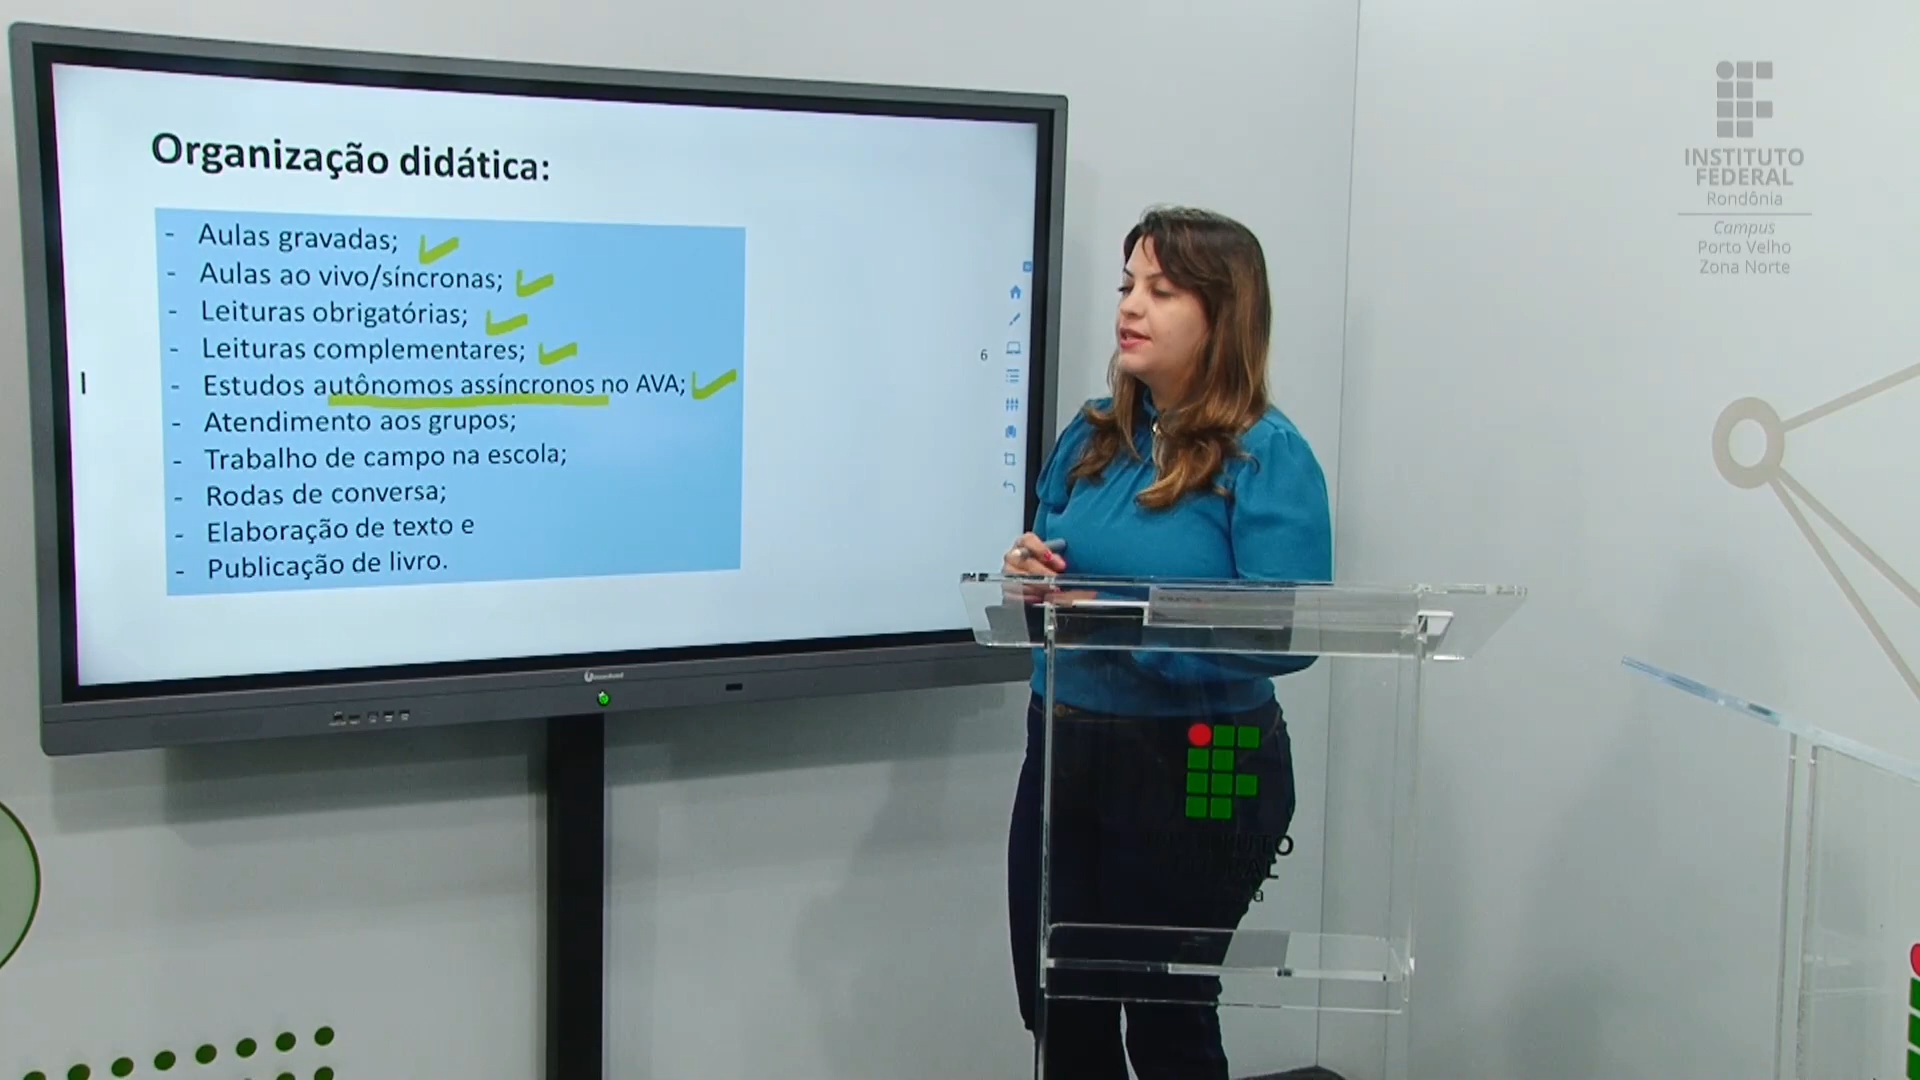 Organização didática:
- Aulas gravadas;
- Aulas ao vivo/síncronas;
- Leituras obrigatórias;
- Leituras complementares;
- Estudos autônomos assíncronos no AVA;
- Atendimento aos grupos;
- Trabalho de campo na escola;
- Rodas de conversa;
- Elaboração de texto e
- Publicação de livro.
6
INSTITUTO
FEDERAL
Rondônia
Campus
Porto Velho
Zona Norte